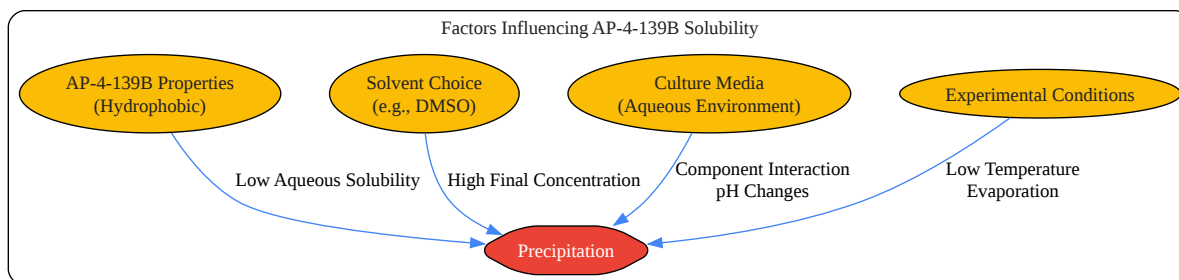 Factors Influencing AP-4-139B Solubility
AP-4-139B Properties
(Hydrophobic)
Solvent Choice
(e.g., DMSO)
Culture Media
(Aqueous Environment)
Experimental Conditions
Low Aqueous Solubility
High Final Concentration
Component Interaction
pH Changes
Low Temperature
Evaporation
Precipitation